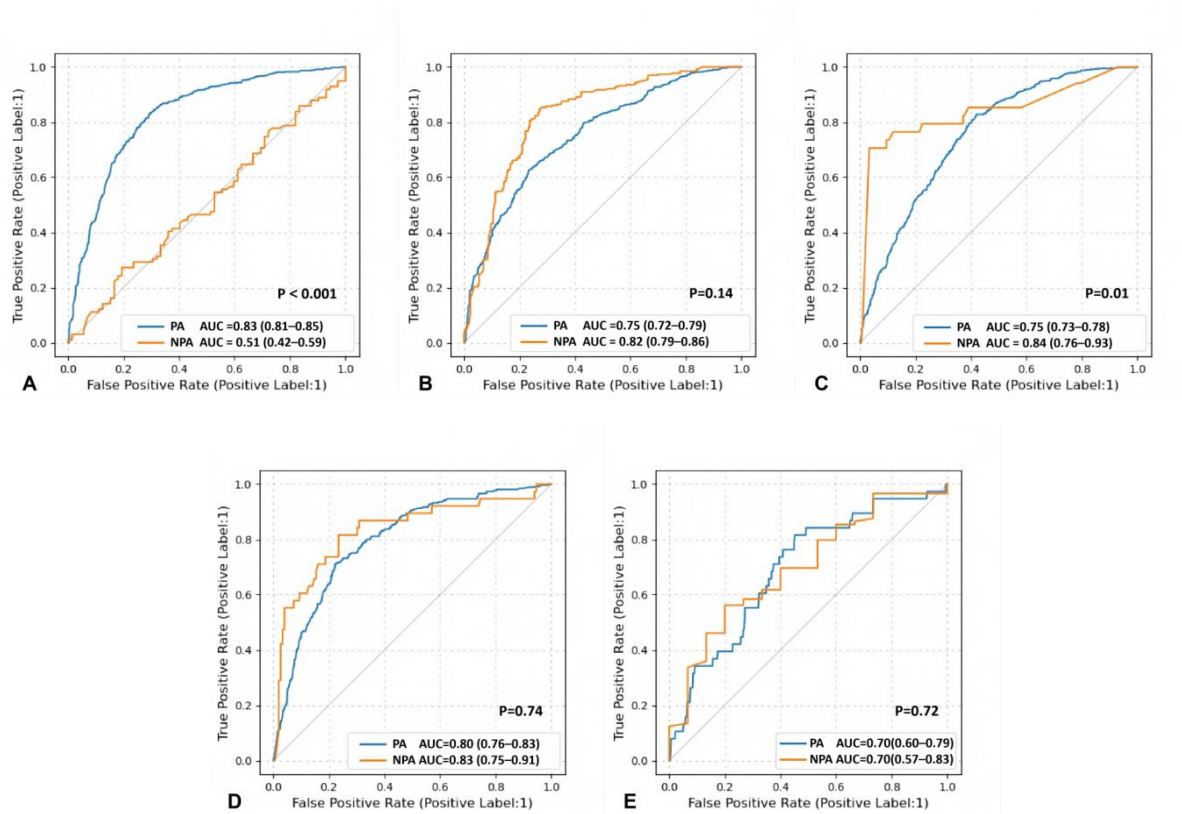 1.0
0.8
0.6
0.4
0.2
0.0
True Positive Rate (Positive Label:1)
P < 0.001
PA AUC =0.83 (0.81–0.85)
NPA AUC = 0.51 (0.42–0.59)
0.0 0.2 0.4 0.6 0.8 1.0
A
False Positive Rate (Positive Label:1)
1.0
0.8
0.6
0.4
0.2
0.0
True Positive Rate (Positive Label:1)
P=0.14
PA AUC =0.75 (0.72–0.79)
NPA AUC = 0.82 (0.79–0.86)
0.0 0.2 0.4 0.6 0.8 1.0
B
False Positive Rate (Positive Label:1)
1.0
0.8
0.6
0.4
0.2
0.0
True Positive Rate (Positive Label:1)
P=0.01
PA AUC =0.75 (0.73–0.78)
NPA AUC = 0.84 (0.76–0.93)
0.0 0.2 0.4 0.6 0.8 1.0
C
False Positive Rate (Positive Label:1)
1.0
0.8
0.6
0.4
0.2
0.0
True Positive Rate (Positive Label:1)
P=0.74
PA AUC=0.80 (0.76–0.83)
NPA AUC=0.83 (0.75–0.91)
0.0 0.2 0.4 0.6 0.8 1.0
D
False Positive Rate (Positive Label:1)
1.0
0.8
0.6
0.4
0.2
0.0
True Positive Rate (Positive Label:1)
P=0.72
PA AUC=0.70(0.60–0.79)
NPA AUC=0.70(0.57–0.83)
0.0 0.2 0.4 0.6 0.8 1.0
E
False Positive Rate (Positive Label:1)